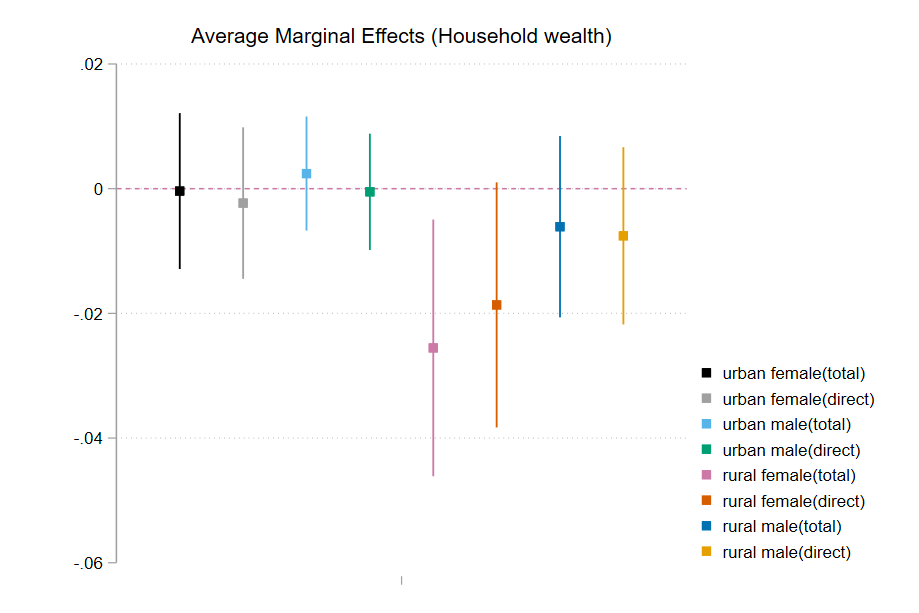 Average Marginal Effects (Household wealth)
.02
0
-.02
-.04
-.06
urban female(total)
urban female(direct)
urban male(total)
urban male(direct)
rural female(total)
rural female(direct)
rural male(total)
rural male(direct)